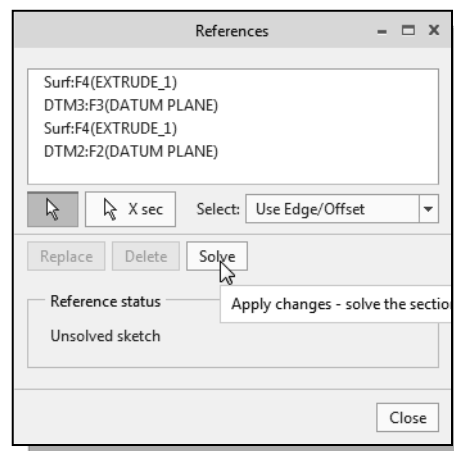 References
Surf:F4(EXTRUDE_1)
DTM3:F3(DATUM PLANE)
Surf:F4(EXTRUDE_1)
DTM2:F2(DATUM PLANE)
X sec Select: Use Edge/Offset
Replace Delete Solve
Reference status Apply changes - solve the sectio
Unsolved sketch
Close